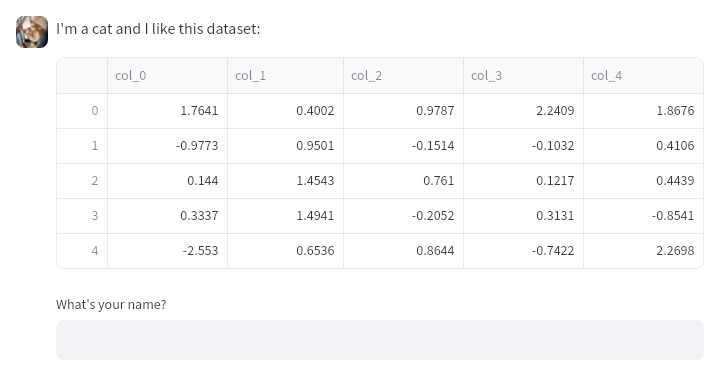 I'm a cat and I like this dataset:
col_0 col_1 col_2 col_3 col_4
0 1.7641 0.4002 0.9787 2.2409 1.8676
1 -0.9773 0.9501 -0.1514 -0.1032 0.4106
2 0.144 1.4543 0.761 0.1217 0.4439
3 0.3337 1.4941 -0.2052 0.3131 -0.8541
4 -2.553 0.6536 0.8644 -0.7422 2.2698
What's your name?